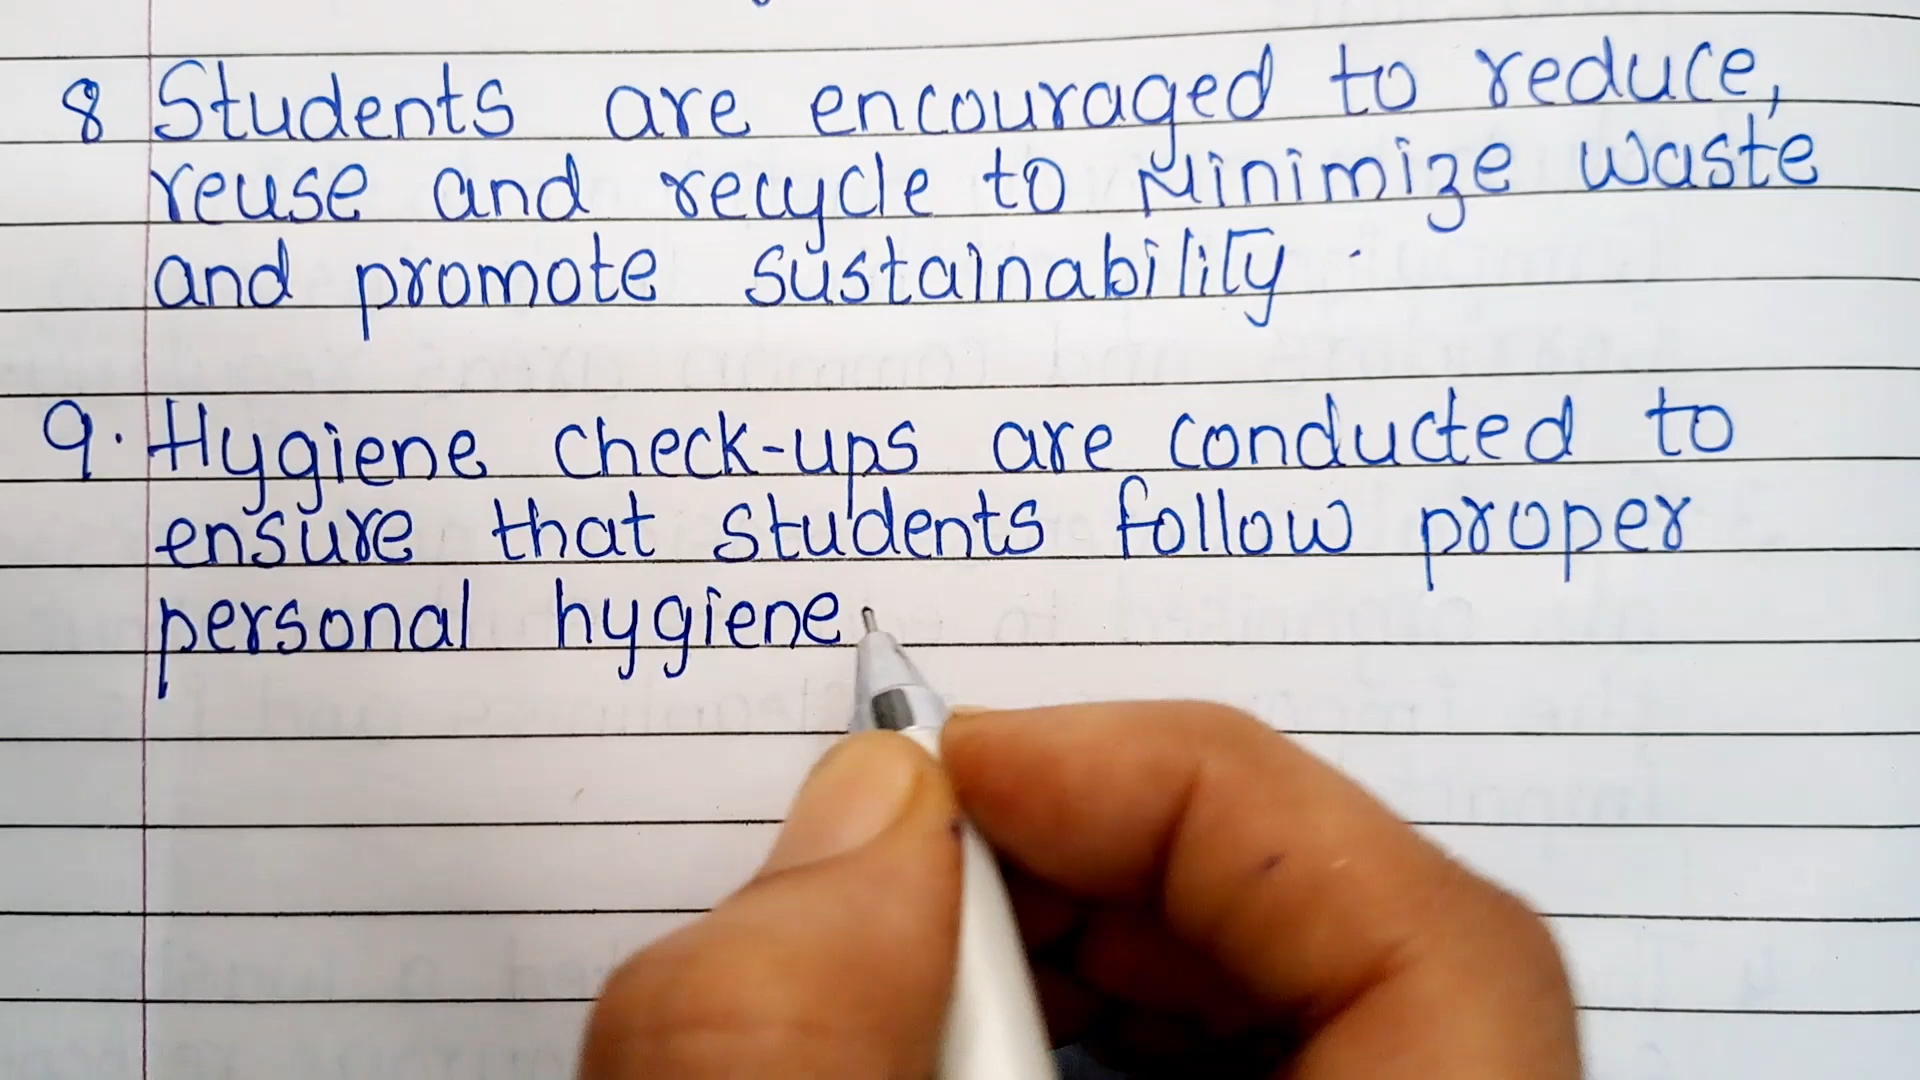 8 Students are encouraged to reduce,
reuse and recycle to Minimize waste
and promote sustainability.
9. Hygiene check-ups are conducted to
ensure that students follow proper
personal hygiene